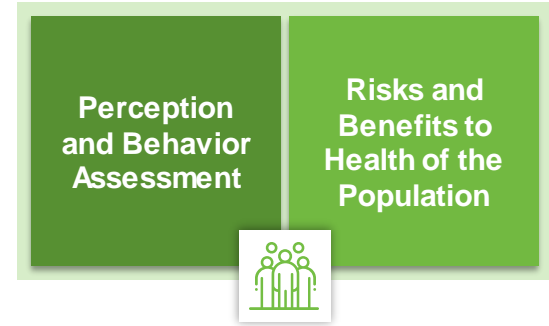 Perception
and Behavior
Assessment
Risks and
Benefits to
Health of the
Population